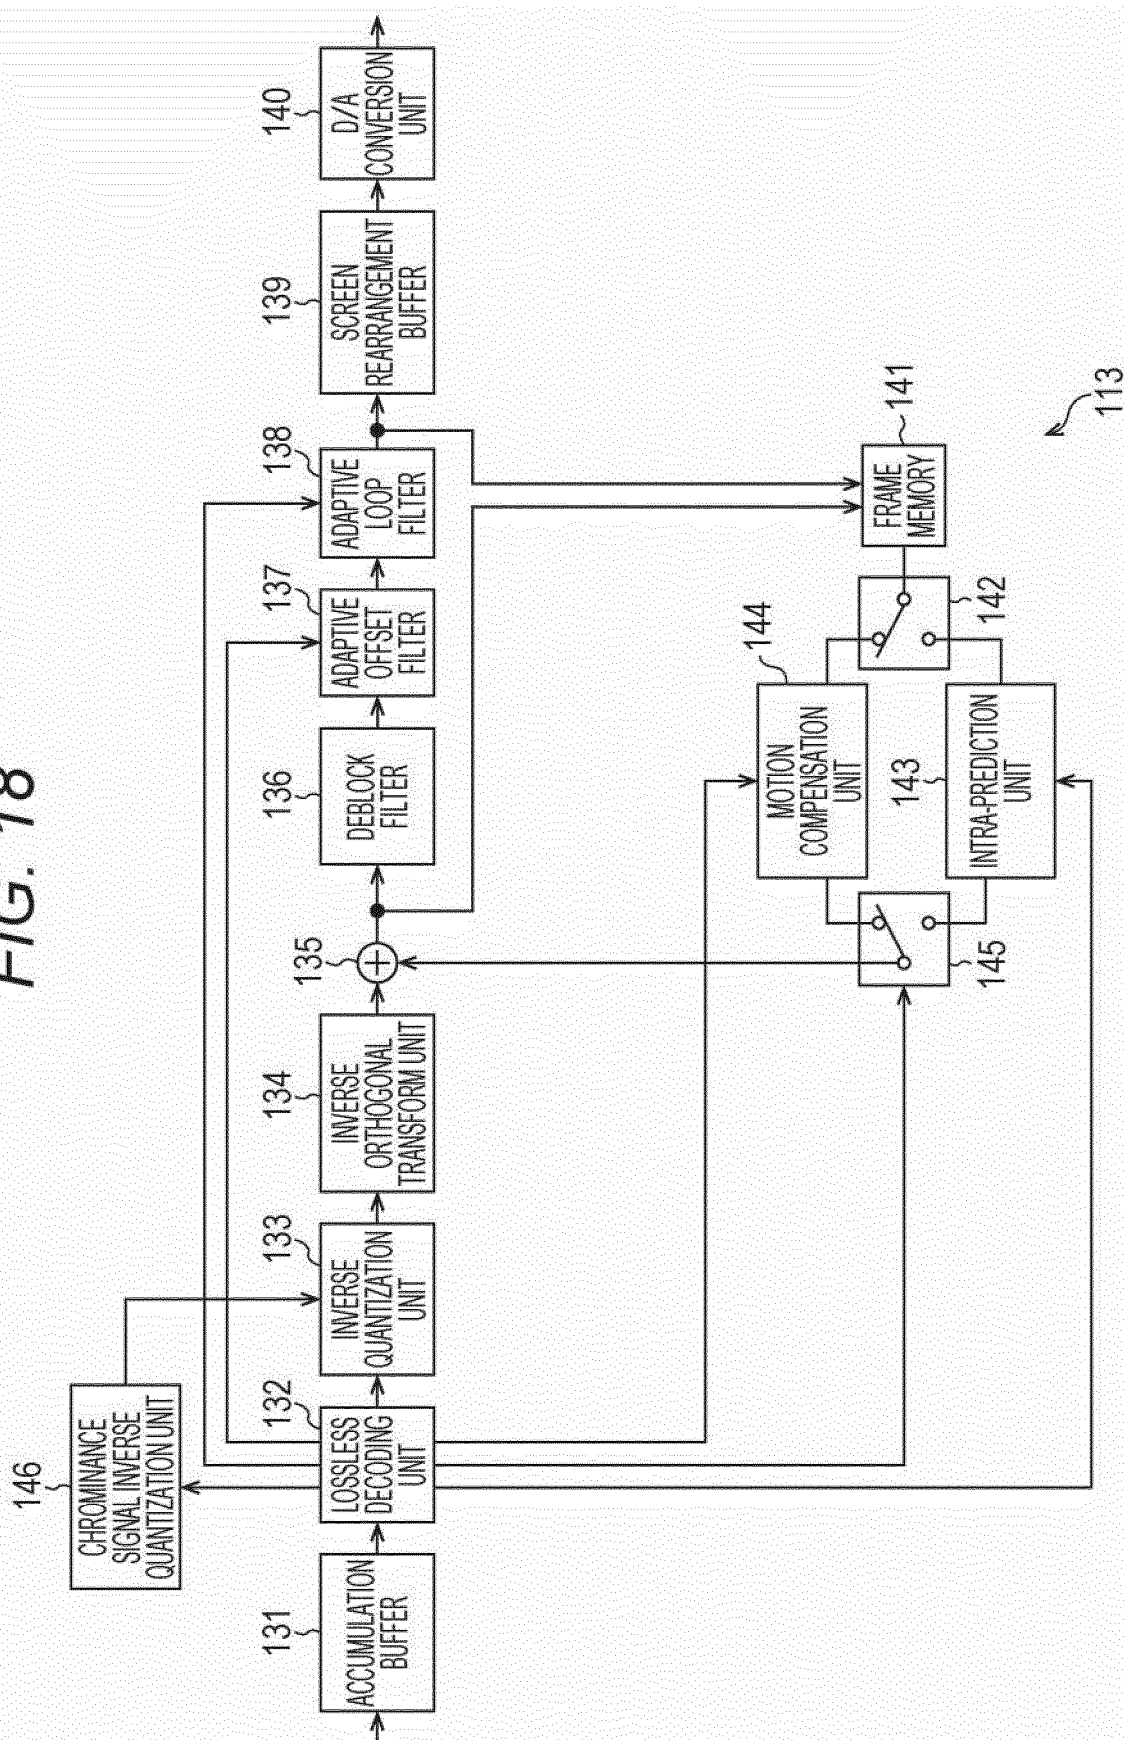 FIG. 18
146
CHROMINANCE
SIGNAL INVERSE
QUANTIZATION UNIT
131
ACCUMULATION
BUFFER
132
LOSSLESS
DECODING
UNIT
133
INVERSE
QUANTIZATION
UNIT
134
INVERSE
ORTHOGONAL
TRANSFORM UNIT
135
+
136
DEBLOCK
FILTER
137
ADAPTIVE
OFFSET
FILTER
138
ADAPTIVE
LOOP
FILTER
139
SCREEN
REARRANGEMENT
BUFFER
140
D/A
CONVERSION
UNIT
144
MOTION
COMPENSATION
UNIT
141
FRAME
MEMORY
142
143
INTRA-PREDICTION
UNIT
145
113